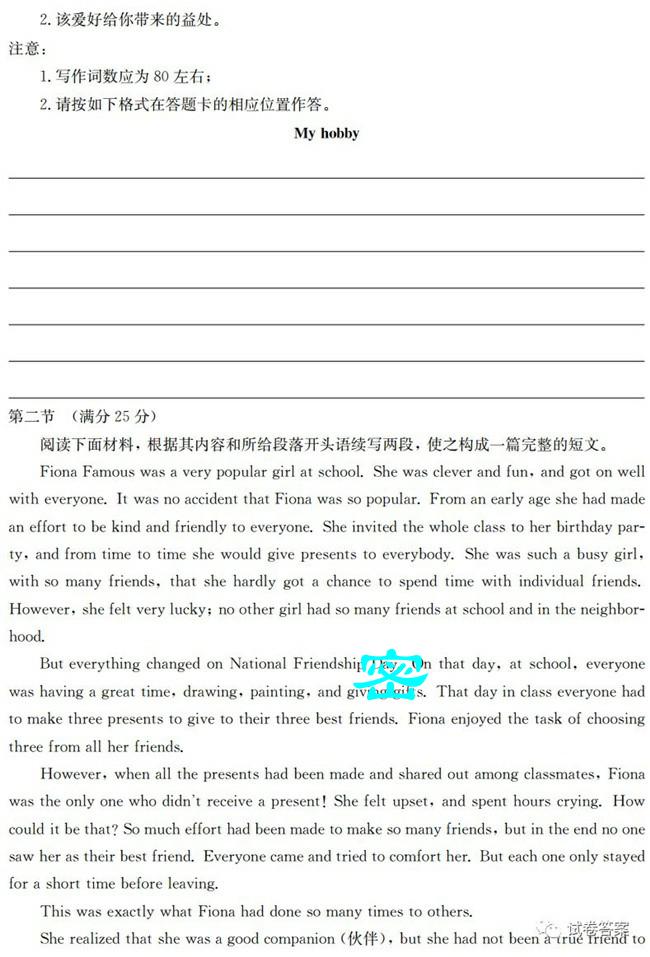 2. 该爱好给你带来的益处。
注意：
1. 写作词数应为 80 左右；
2. 请按如下格式在答题卡的相应位置作答。
My hobby
第二节 （满分 25 分）
阅读下面材料，根据其内容和所给段落开头语续写两段，使之构成一篇完整的短文。
Fiona Famous was a very popular girl at school. She was clever and fun, and got on well
with everyone. It was no accident that Fiona was so popular. From an early age she had made
an effort to be kind and friendly to everyone. She invited the whole class to her birthday par-
ty, and from time to time she would give presents to everybody. She was such a busy girl,
with so many friends, that she hardly got a chance to spend time with individual friends.
However, she felt very lucky; no other girl had so many friends at school and in the neighbor-
hood.
But everything changed on National Friendship Day. On that day, at school, everyone
was having a great time, drawing, painting, and giving gifts. That day in class everyone had
to make three presents to give to their three best friends. Fiona enjoyed the task of choosing
three from all her friends.
However, when all the presents had been made and shared out among classmates, Fiona
was the only one who didn't receive a present! She felt upset, and spent hours crying. How
could it be that? So much effort had been made to make so many friends, but in the end no one
saw her as their best friend. Everyone came and tried to comfort her. But each one only stayed
for a short time before leaving.
This was exactly what Fiona had done so many times to others.
She realized that she was a good companion (伙伴), but she had not been a true friend to
密
试卷答案